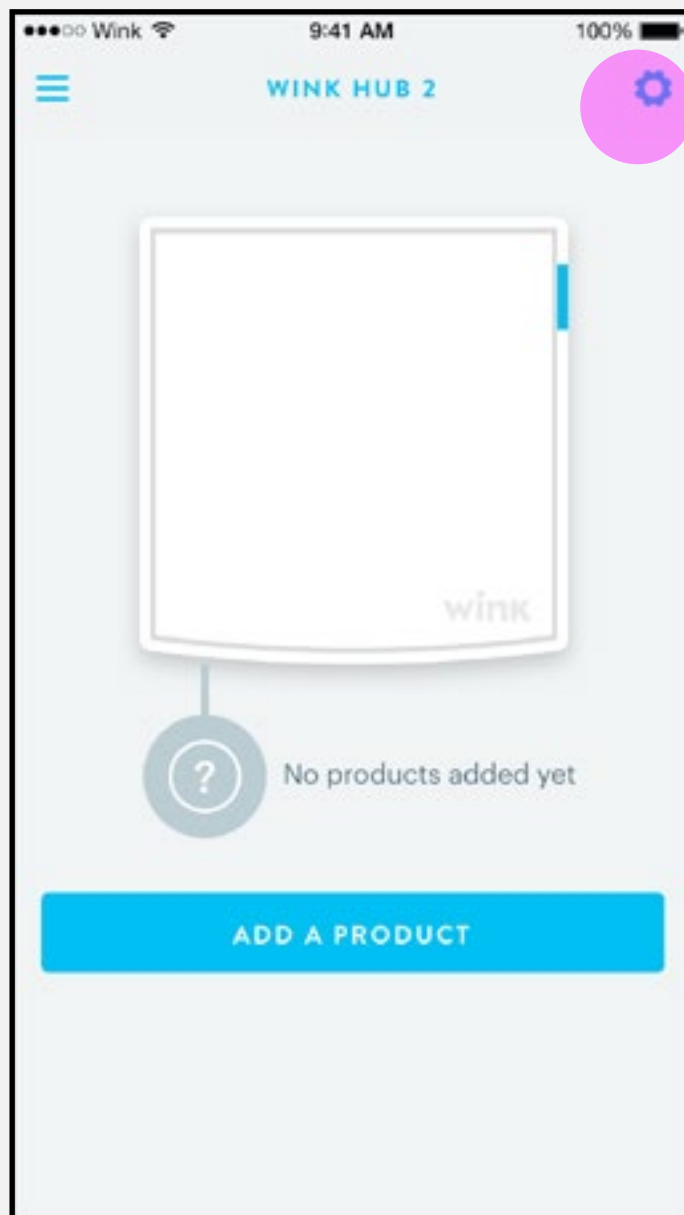 Wink 9:41 AM 100%
WINK HUB 2
wink
? No products added yet
ADD A PRODUCT